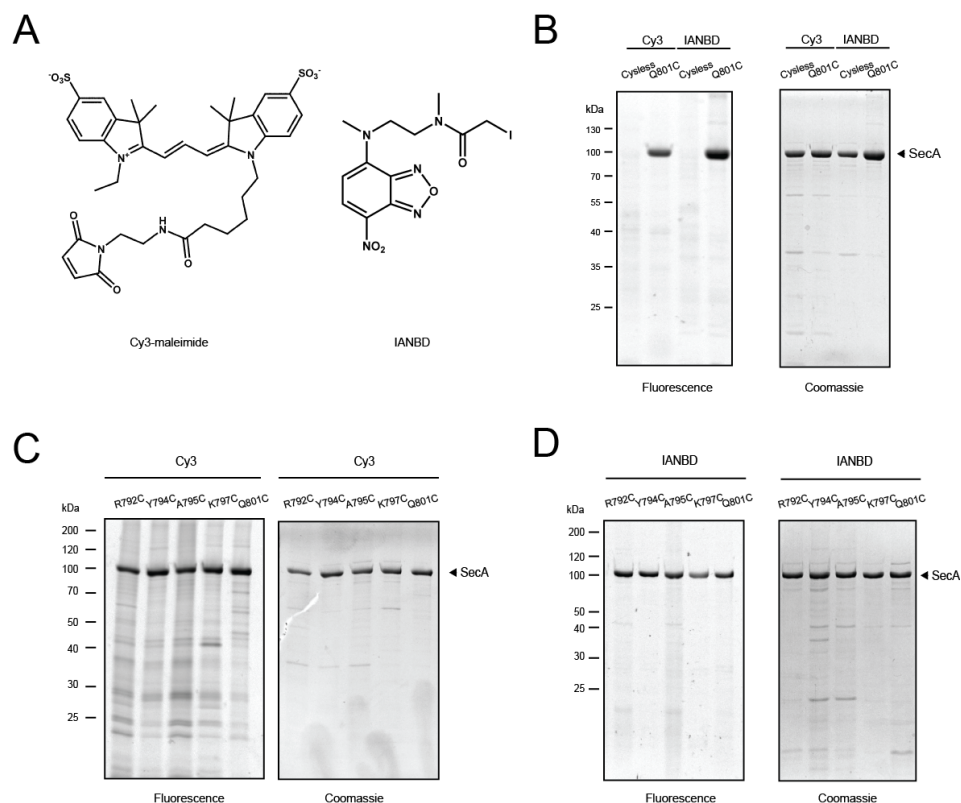 A
⁻O₃S
SO₃⁻
N⁺
N
O
N
O
H
N
O
Cy3-maleimide
N
N
O
I
N
O
N
NO₂
IANBD
B
Cy3 IANBD
Cysless Q801C Cysless Q801C
kDa
130
100
70
55
40
35
25
Fluorescence
Cy3 IANBD
Cysless Q801C Cysless Q801C
SecA
Coomassie
C
Cy3
R792C Y794C A795C K797C Q801C
kDa
200
120
100
70
50
40
30
25
Fluorescence
Cy3
R792C Y794C A795C K797C Q801C
SecA
Coomassie
D
IANBD
R792C Y794C A795C K797C Q801C
kDa
200
120
100
50
40
30
25
Fluorescence
IANBD
R792C Y794C A795C K797C Q801C
SecA
Coomassie